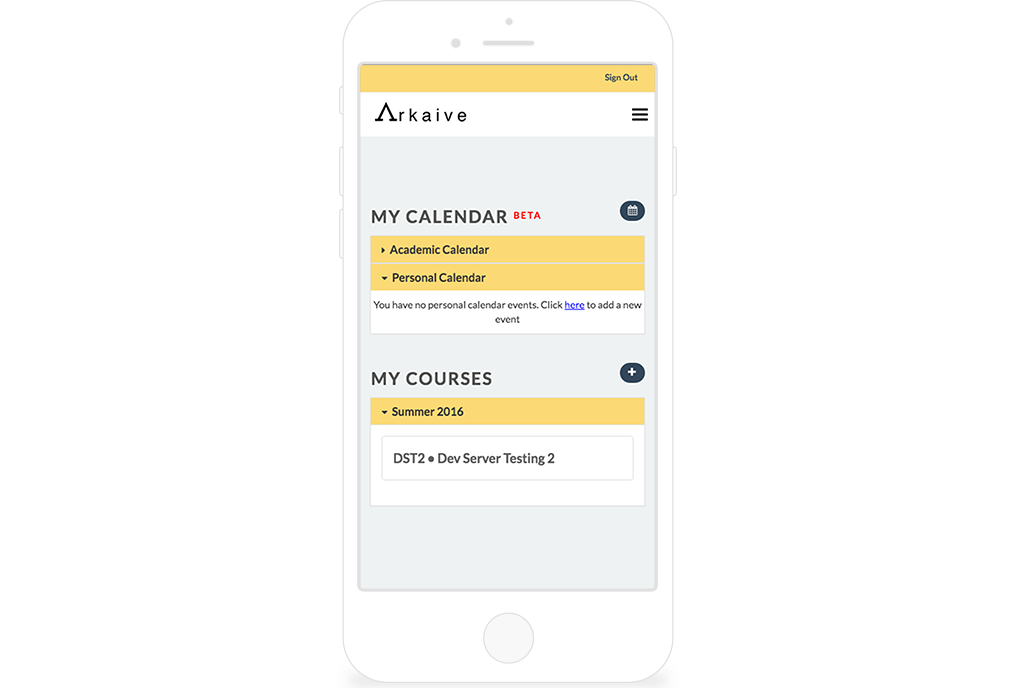 Sign Out
Arkaive
MY CALENDAR BETA
Academic Calendar
Personal Calendar
You have no personal calendar events. Click here to add a new
event
MY COURSES
Summer 2016
DST2 • Dev Server Testing 2